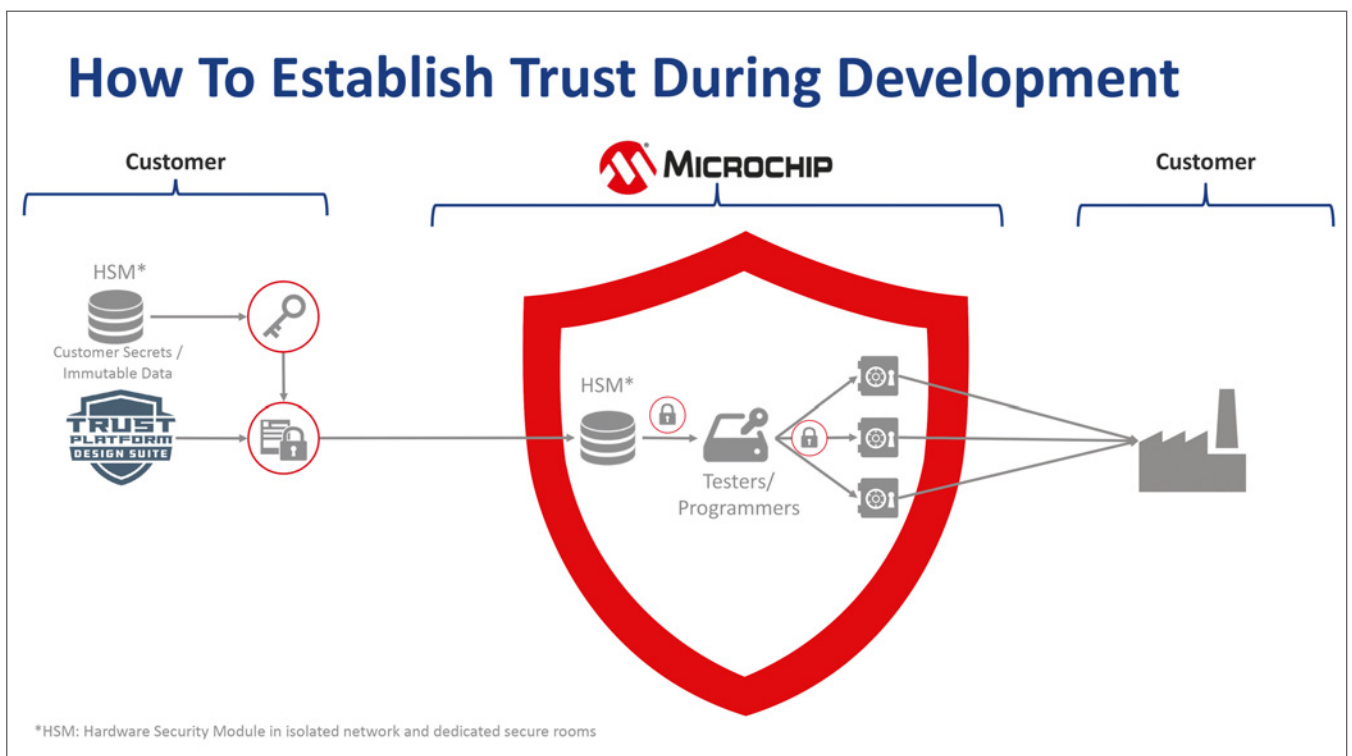 How To Establish Trust During Development
Customer
MICROCHIP
Customer
HSM*
Customer Secrets /
Immutable Data
TRUST
PLATFORM
DESIGN SUITE
HSM*
Testers/
Programmers
*HSM: Hardware Security Module in isolated network and dedicated secure rooms